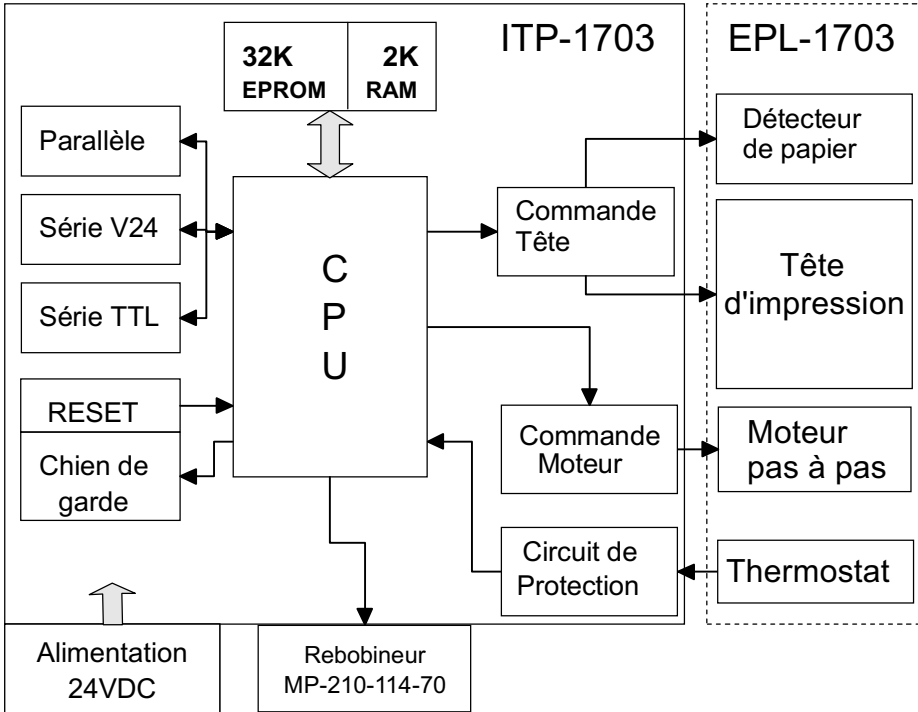 ITP-1703
EPL-1703
32K
EPROM
2K
RAM
Parallèle
Série V24
Série TTL
RESET
Chien de
garde
C
P
U
Commande
Tête
Commande
Moteur
Circuit de
Protection
Détecteur
de papier
Tête
d'impression
Moteur
pas à pas
Thermostat
Alimentation
24VDC
Rebobineur
MP-210-114-70